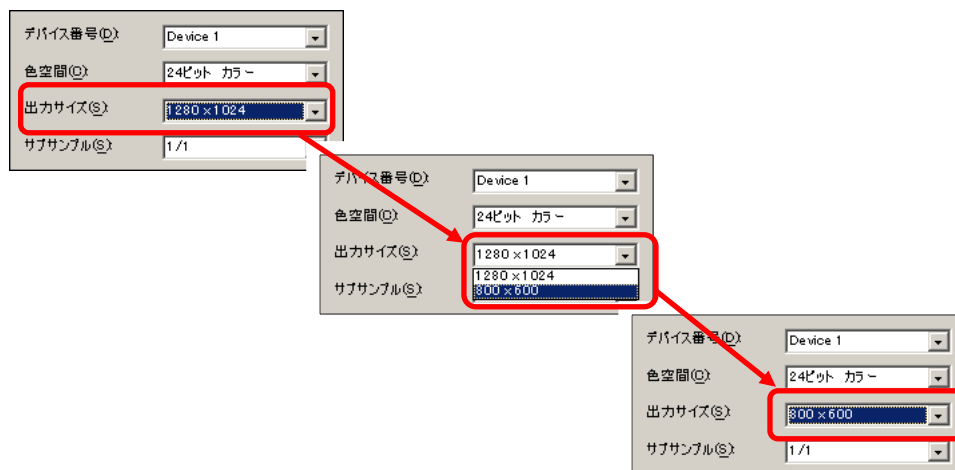 デバイス番号(D): Device 1
色空間(C): 24ビット カラー
出力サイズ(S): 1280×1024
サブサンプル(S): 1/1
デバイス番号(D): Device 1
色空間(C): 24ビット カラー
出力サイズ(S): 1280×1024
1280×1024
サブサンプル(S): 800×600
デバイス番号(D): Device 1
色空間(C): 24ビット カラー
出力サイズ(S): 800×600
サブサンプル(S): 1/1